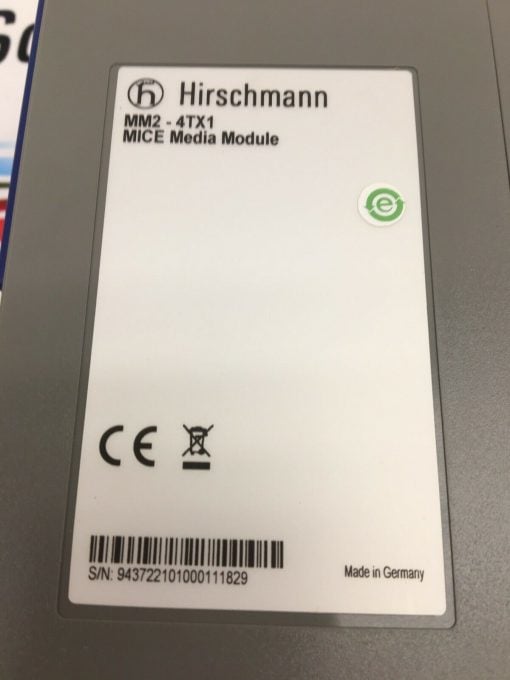 Hirschmann
MM2 - 4TX1
MICE Media Module
e
CE
S/N: 943722101000111829
Made in Germany